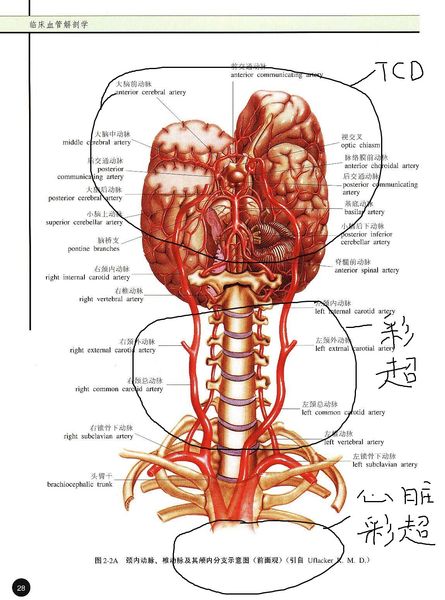 临床血管解剖学
TCD
前交通动脉
anterior communicating artery
大脑前动脉
anterior cerebral artery
大脑中动脉
middle cerebral artery
后交通动脉
posterior
communicating artery
大脑后动脉
posterior cerebral artery
小脑上动脉
superior cerebellar artery
脑桥支
pontine branches
右颈内动脉
right internal carotid artery
右椎动脉
right vertebral artery
右颈外动脉
right external carotid artery
右颈总动脉
right common carotid artery
右锁骨下动脉
right subclavian artery
头臂干
brachiocephalic trunk
视交叉
optic chiasm
脉络膜前动脉
anterior choroidal artery
后交通动脉
posterior communicating
artery
基底动脉
basilar artery
小脑后下动脉
posterior inferior
cerebellar artery
脊髓前动脉
anterior spinal artery
左颈内动脉
left internal carotid artery
左颈外动脉
left extrnal carotial artery
左颈总动脉
left common carotid artery
左椎动脉
left vertebral artery
左锁骨下动脉
left subclavian artery
彩
超
心脏
彩超
图2-2A 颈内动脉、椎动脉及其颅内分支示意图（前面观）（引自 Uflacker R. M. D.）
28